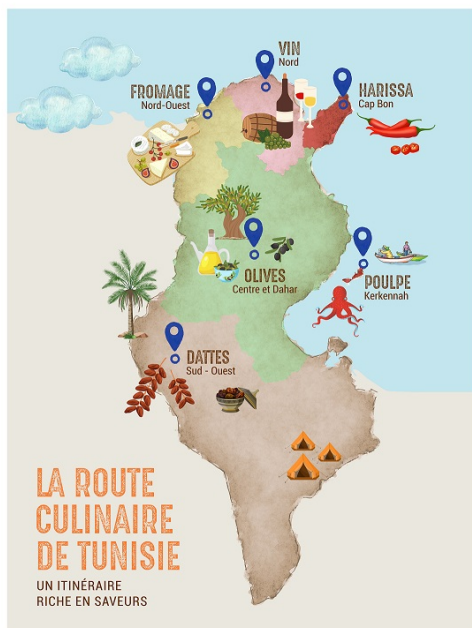 VIN
Nord
FROMAGE
Nord-Ouest
HARISSA
Cap Bon
OLIVES
Centre et Dahar
POULPE
Kerkennah
DATTES
Sud - Ouest
LA ROUTE
CULINAIRE
DE TUNISIE
UN ITINÉRAIRE
RICHE EN SAVEURS